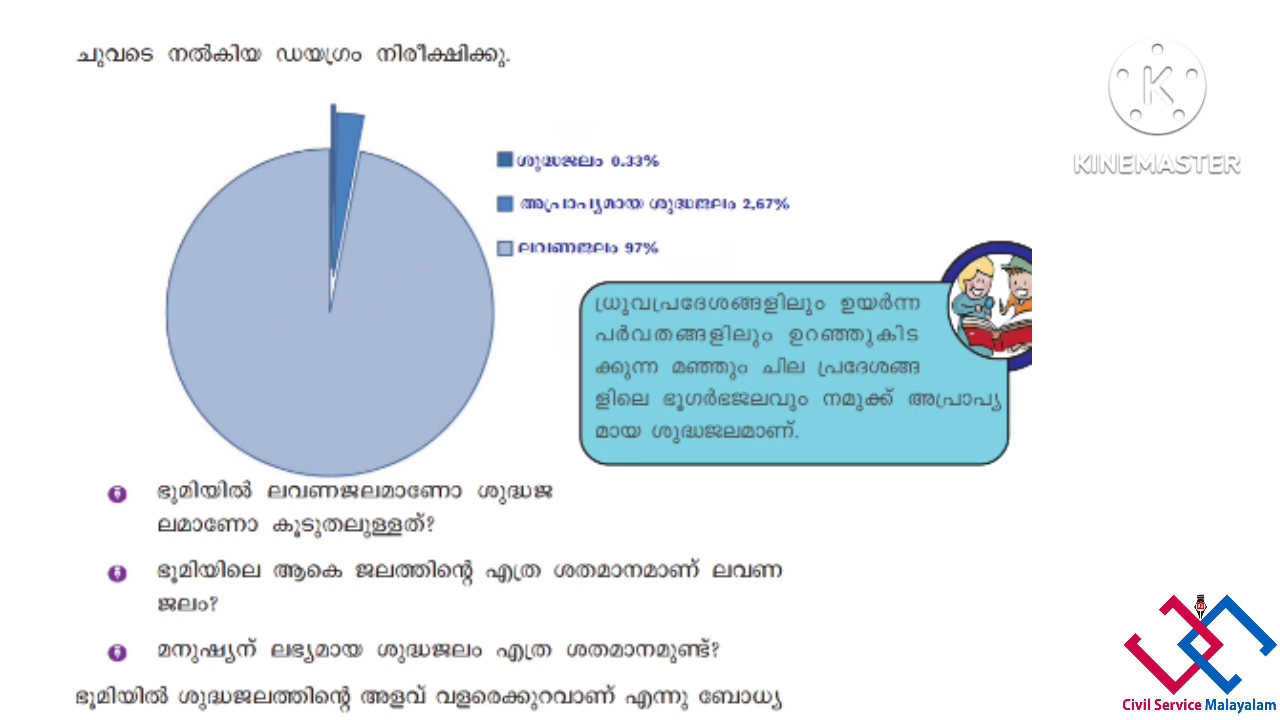 ചുവടെ നൽകിയ ഡയഗ്രം നിരീക്ഷിക്കൂ.
KINEMASTER
ശുദ്ധജലം 0.33%
അപ്രാപ്യമായ ശുദ്ധജലം 2.67%
ലവണജലം 97%
ധ്രുവപ്രദേശങ്ങളിലും ഉയർന്ന
പർവതങ്ങളിലും ഉറഞ്ഞുകിട
ക്കുന്ന മഞ്ഞും ചില പ്രദേശങ്ങ
ളിലെ ഭൂഗർഭജലവും നമുക്ക് അപ്രാപ്യ
മായ ശുദ്ധജലമാണ്.
ഭൂമിയിൽ ലവണജലമാണോ ശുദ്ധജ
ലമാണോ കൂടുതലുള്ളത്?
ഭൂമിയിലെ ആകെ ജലത്തിന്റെ എത്ര ശതമാനമാണ് ലവണ
ജലം?
മനുഷ്യന് ലഭ്യമായ ശുദ്ധജലം എത്ര ശതമാനമുണ്ട്?
ഭൂമിയിൽ ശുദ്ധജലത്തിന്റെ അളവ് വളരെക്കുറവാണ് എന്നു ബോധ്യ
Civil Service Malayalam